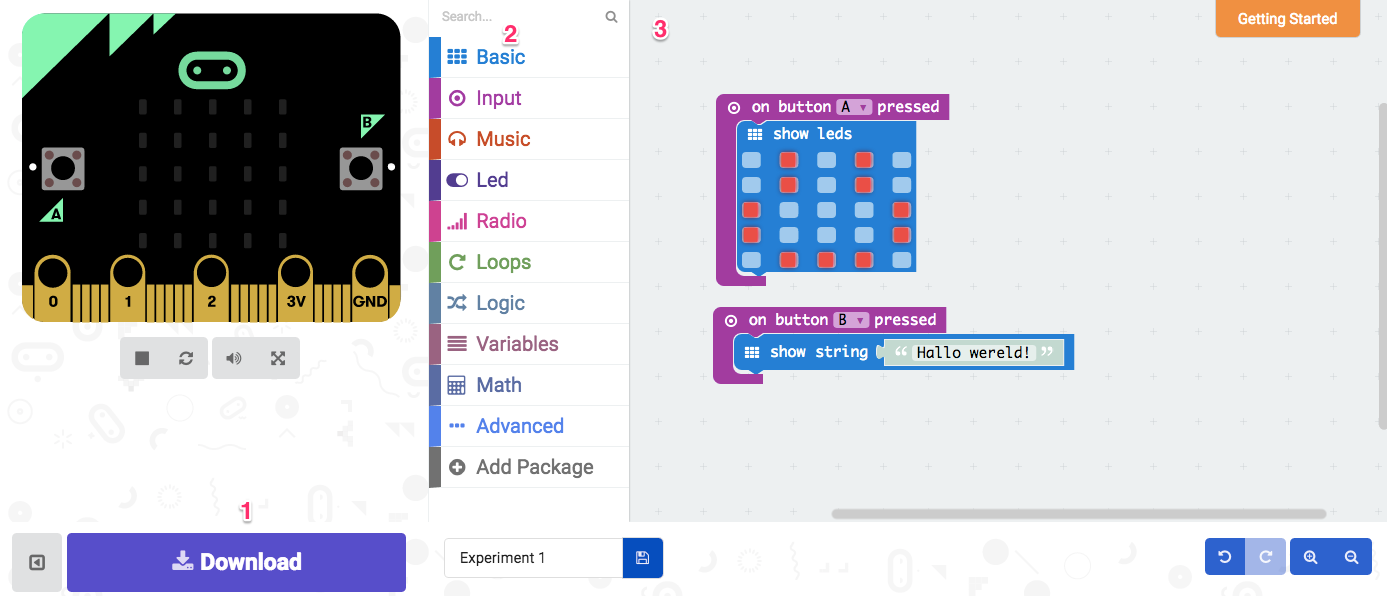 B
A
0 1 2 3V GND
1
Download
Search...
2
Basic
Input
Music
Led
Radio
Loops
Logic
Variables
Math
Advanced
Add Package
3
Getting Started
on button A pressed
show leds
on button B pressed
show string “ Hallo wereld! ”
Experiment 1